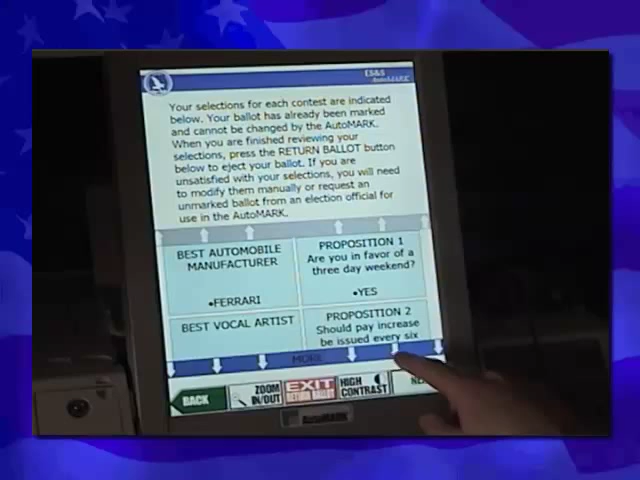 ES&S
AutoMARK
Your selections for each contest are indicated
below. Your ballot has already been marked
and cannot be changed by the AutoMARK.
When you are finished reviewing your
selections, press the RETURN BALLOT button
below to eject your ballot. If you are
unsatisfied with your selections, you will need
to modify them manually or request an
unmarked ballot from an election official for
use in the AutoMARK.
BEST AUTOMOBILE
MANUFACTURER
•FERRARI
PROPOSITION 1
Are you in favor of a
three day weekend?
•YES
BEST VOCAL ARTIST
PROPOSITION 2
Should pay increase
be issued every six
MORE
BACK
ZOOM
IN/OUT
EXIT
RETURN BALLOT
HIGH
CONTRAST
AutoMARK